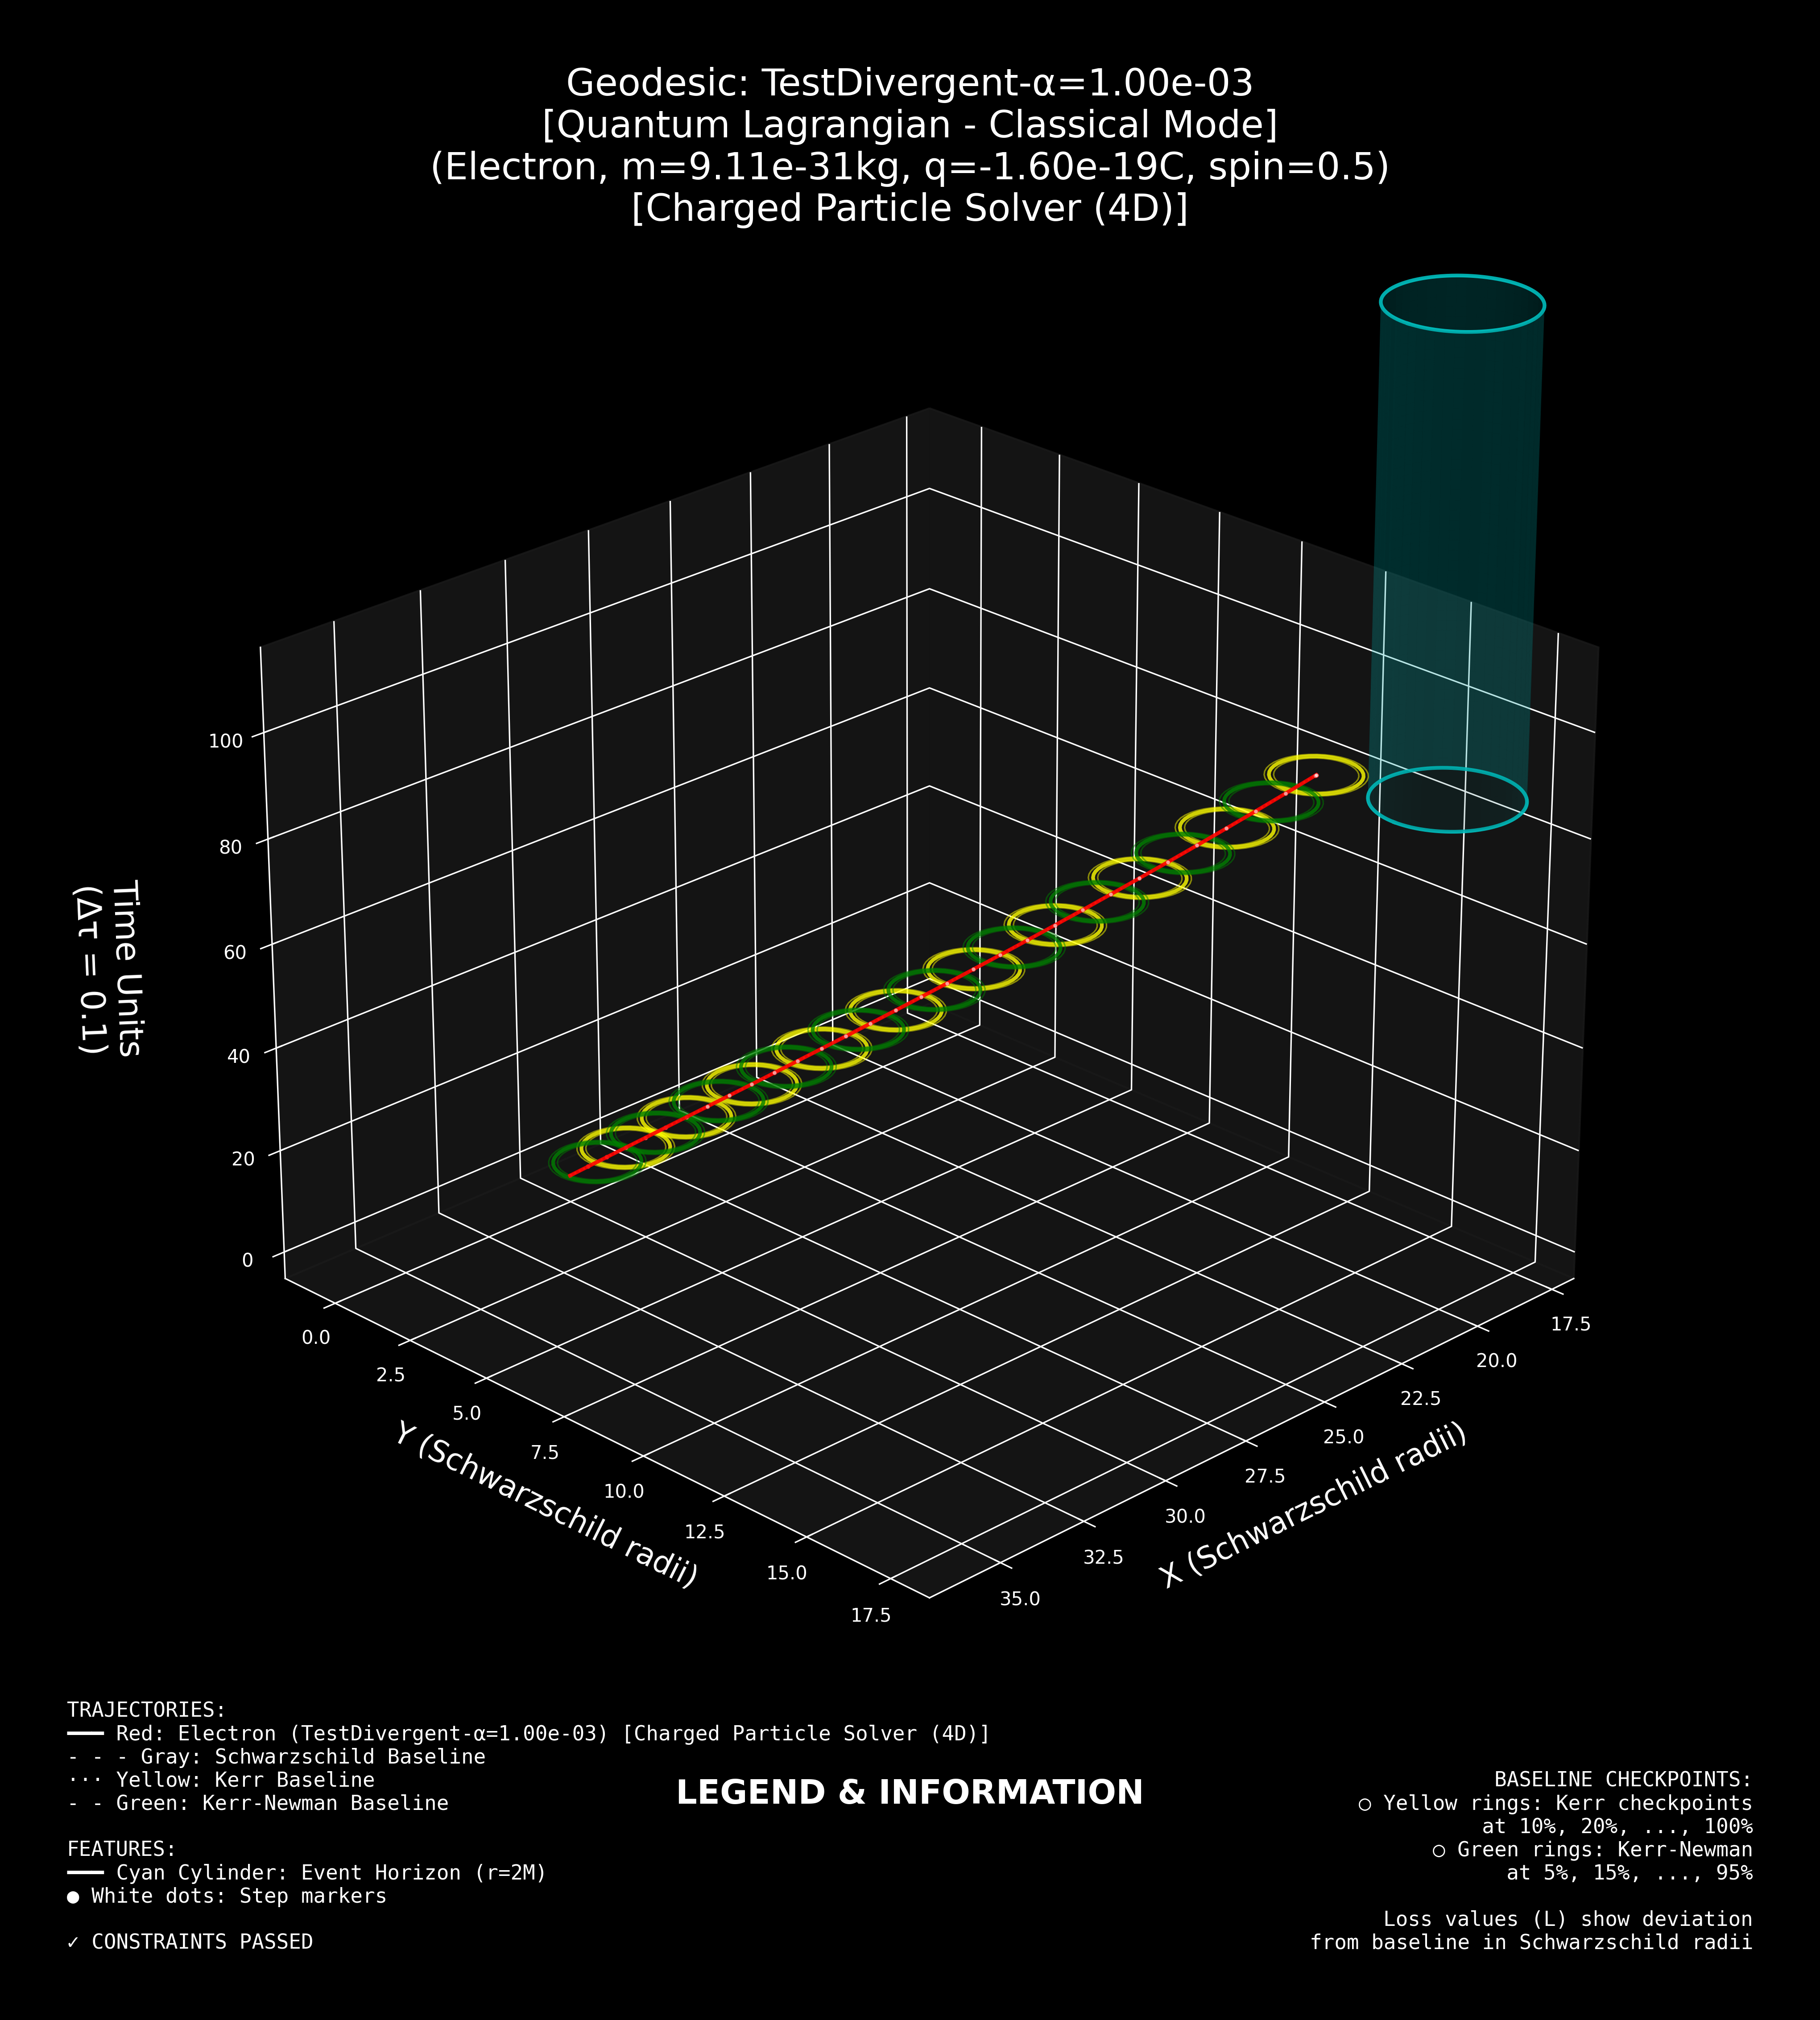 Geodesic: TestDivergent-α=1.00e-03
[Quantum Lagrangian - Classical Mode]
(Electron, m=9.11e-31kg, q=-1.60e-19C, spin=0.5)
[Charged Particle Solver (4D)]
100
80
60
40
20
0
Time Units
(Δτ = 0.1)
0.0
2.5
5.0
7.5
10.0
12.5
15.0
17.5
Y (Schwarzschild radii)
17.5
20.0
22.5
25.0
27.5
30.0
32.5
35.0
X (Schwarzschild radii)
TRAJECTORIES:
Red: Electron (TestDivergent-α=1.00e-03) [Charged Particle Solver (4D)]
- - - Gray: Schwarzschild Baseline
··· Yellow: Kerr Baseline
- - Green: Kerr-Newman Baseline
FEATURES:
Cyan Cylinder: Event Horizon (r=2M)
● White dots: Step markers
✓ CONSTRAINTS PASSED
LEGEND & INFORMATION
BASELINE CHECKPOINTS:
○ Yellow rings: Kerr checkpoints
at 10%, 20%, ..., 100%
○ Green rings: Kerr-Newman
at 5%, 15%, ..., 95%
Loss values (L) show deviation
from baseline in Schwarzschild radii